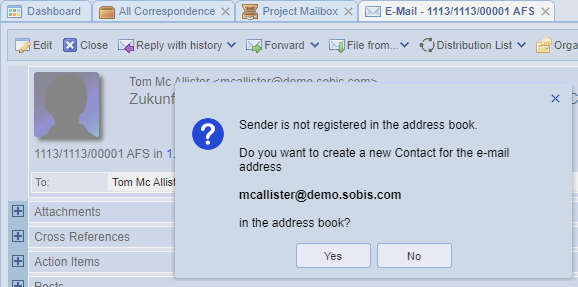 Dashboard All Correspondence Project Mailbox E-Mail - 1113/1113/00001 AFS
Edit Close Reply with history Forward File from... Distribution List Orga
Tom Mc Allister <mcallister@demo.sobis.com>
Zukunf
1113/1113/00001 AFS in 1.
To: Tom Mc Allist
Attachments
Cross References
Action Items
Posts
Sender is not registered in the address book.
Do you want to create a new Contact for the e-mail
address
mcallister@demo.sobis.com
in the address book?
Yes No